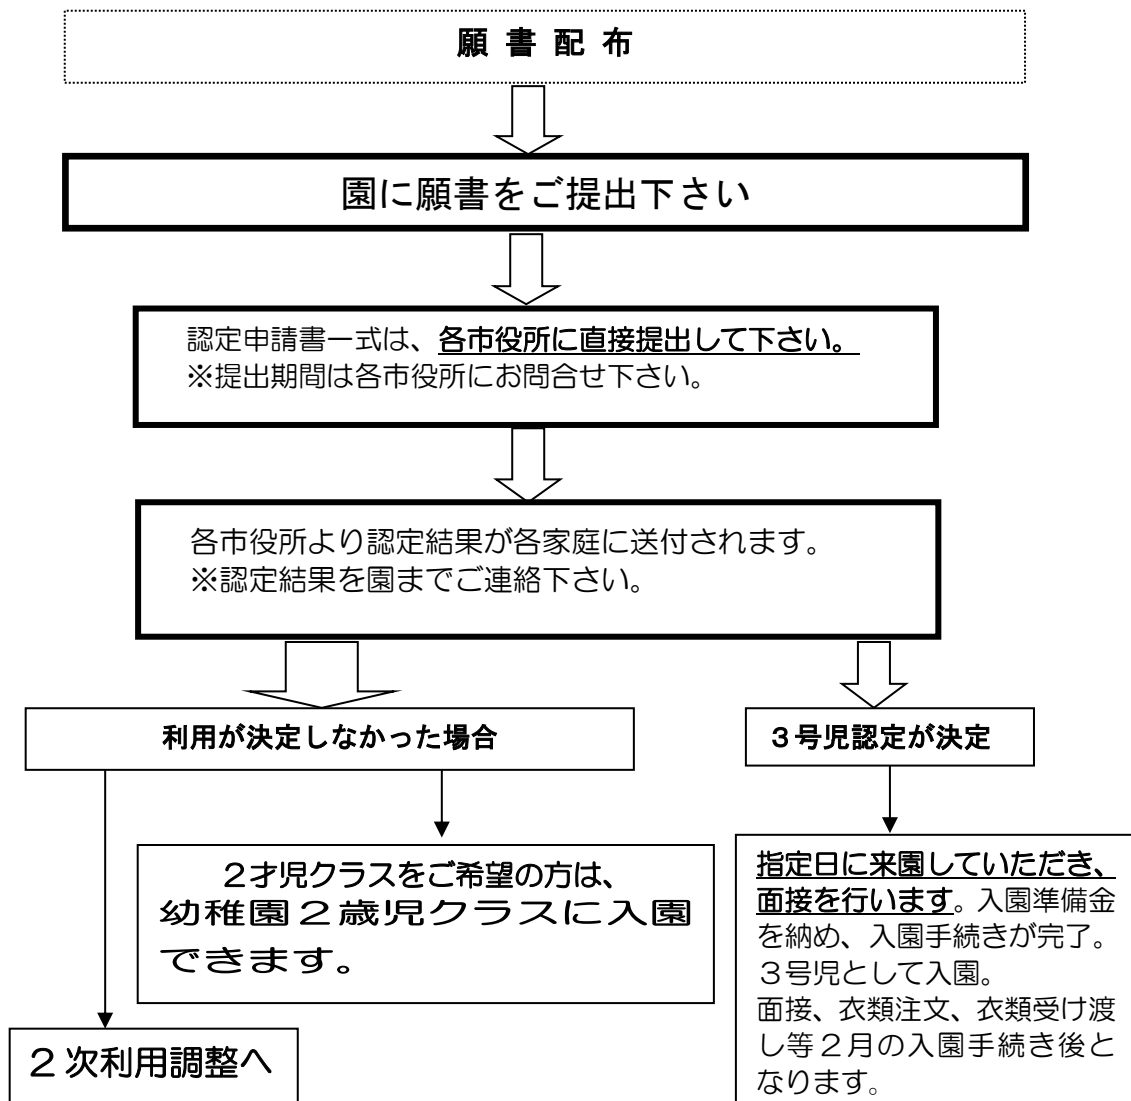 願書配布
園に願書をご提出下さい
認定申請書一式は、各市役所に直接提出して下さい。
※提出期間は各市役所にお問合せ下さい。
各市役所より認定結果が各家庭に送付されます。
※認定結果を園までご連絡下さい。
利用が決定しなかった場合
3号児認定が決定
2才児クラスをご希望の方は、
幼稚園2歳児クラスに入園
できます。
2次利用調整へ
指定日に来園していただき、
面接を行います。入園準備金
を納め、入園手続きが完了。
3号児として入園。
面接、衣類注文、衣類受け渡
し等2月の入園手続き後と
なります。